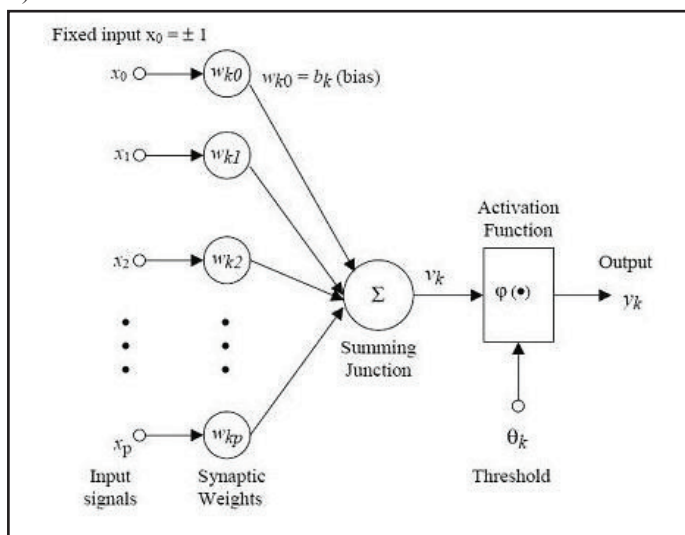 Fixed input x0 = ± 1
x0
wk0
wk0 = bk (bias)
x1
wk1
Activation
Function
x2
wk2
Σ
vk
φ (•)
Output
yk
Summing
Junction
xp
wkp
θk
Input
signals
Synaptic
Weights
Threshold